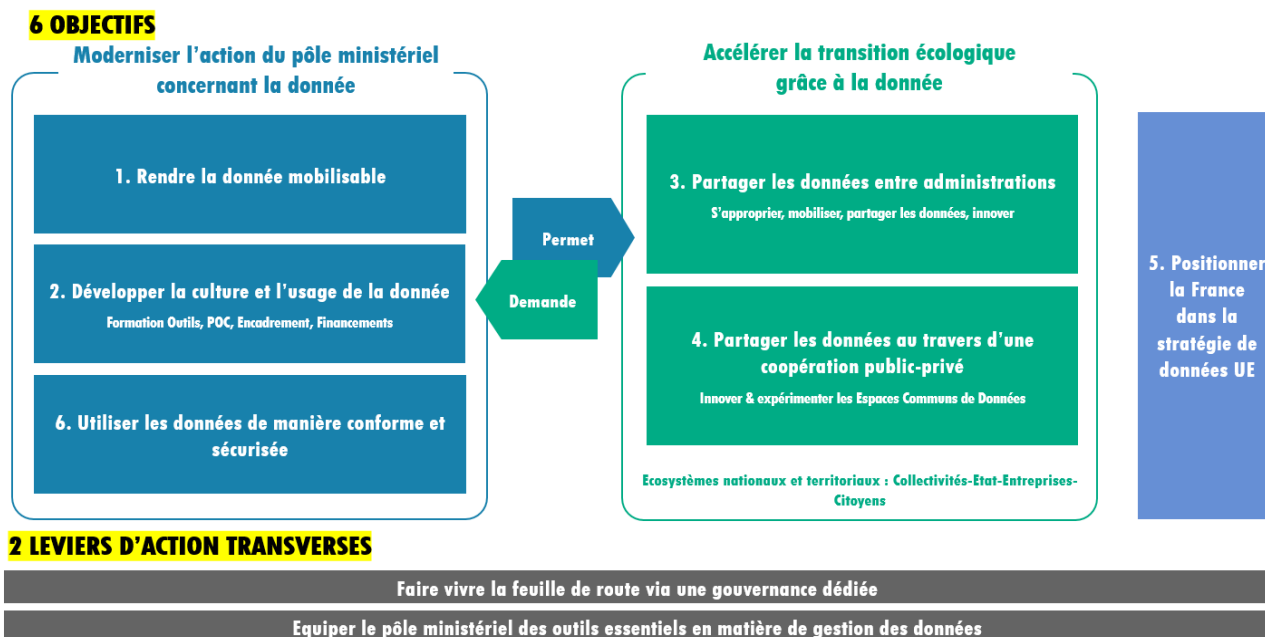 6 OBJECTIFS
Moderniser l’action du pôle ministériel
concernant la donnée
1. Rendre la donnée mobilisable
2. Développer la culture et l’usage de la donnée
Formation Outils, POC, Encadrement, Financements
6. Utiliser les données de manière conforme et
sécurisée
Permet
Demande
Accélérer la transition écologique
grâce à la donnée
3. Partager les données entre administrations
S’approprier, mobiliser, partager les données, innover
4. Partager les données au travers d’une
coopération public-privé
Innover & expérimenter les Espaces Communs de Données
Ecosystèmes nationaux et territoriaux : Collectivités-Etat-Entreprises-
Citoyens
5. Positionner
la France
dans la
stratégie de
données UE
2 LEVIERS D’ACTION TRANSVERSES
Faire vivre la feuille de route via une gouvernance dédiée
Equiper le pôle ministériel des outils essentiels en matière de gestion des données